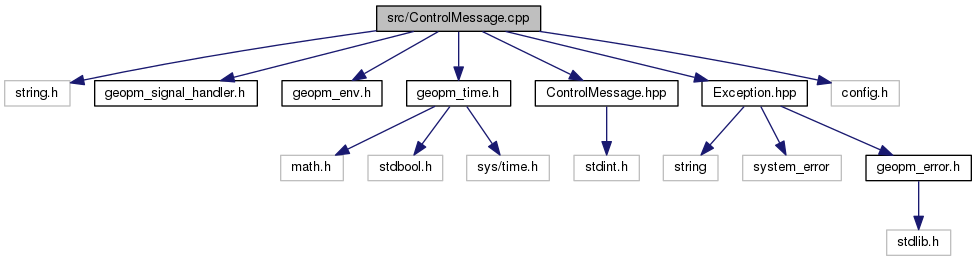 src/ControlMessage.cpp
string.h
geopm_signal_handler.h
geopm_env.h
geopm_time.h
ControlMessage.hpp
Exception.hpp
config.h
math.h
stdbool.h
sys/time.h
stdint.h
string
system_error
geopm_error.h
stdlib.h